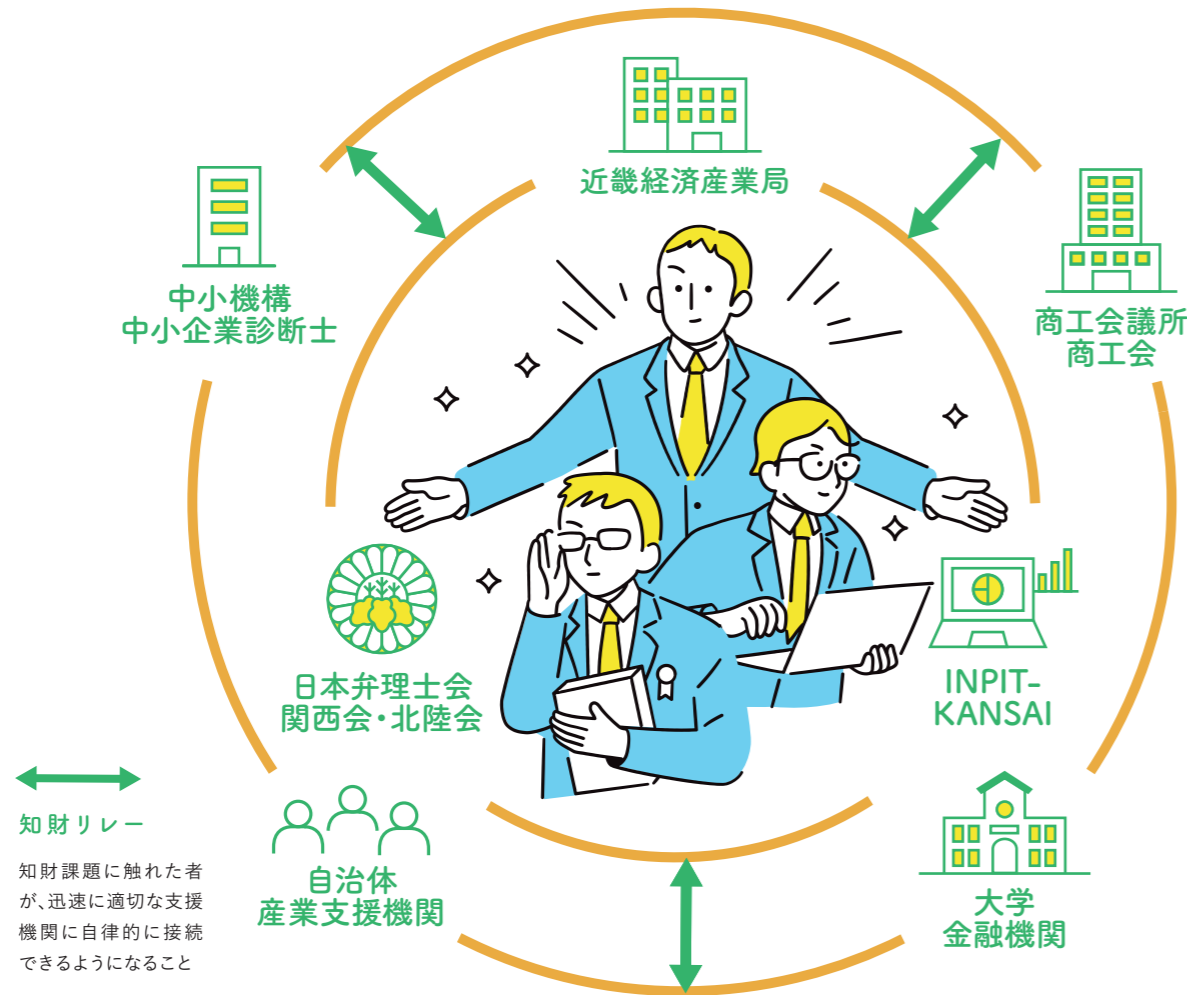 近畿経済産業局
中小機構
中小企業診断士
商工会議所
商工会
日本弁理士会
関西会・北陸会
INPIT-
KANSAI
知財リレー
知財課題に触れた者
が、迅速に適切な支援
機関に自律的に接続
できるようになること
自治体
産業支援機関
大学
金融機関